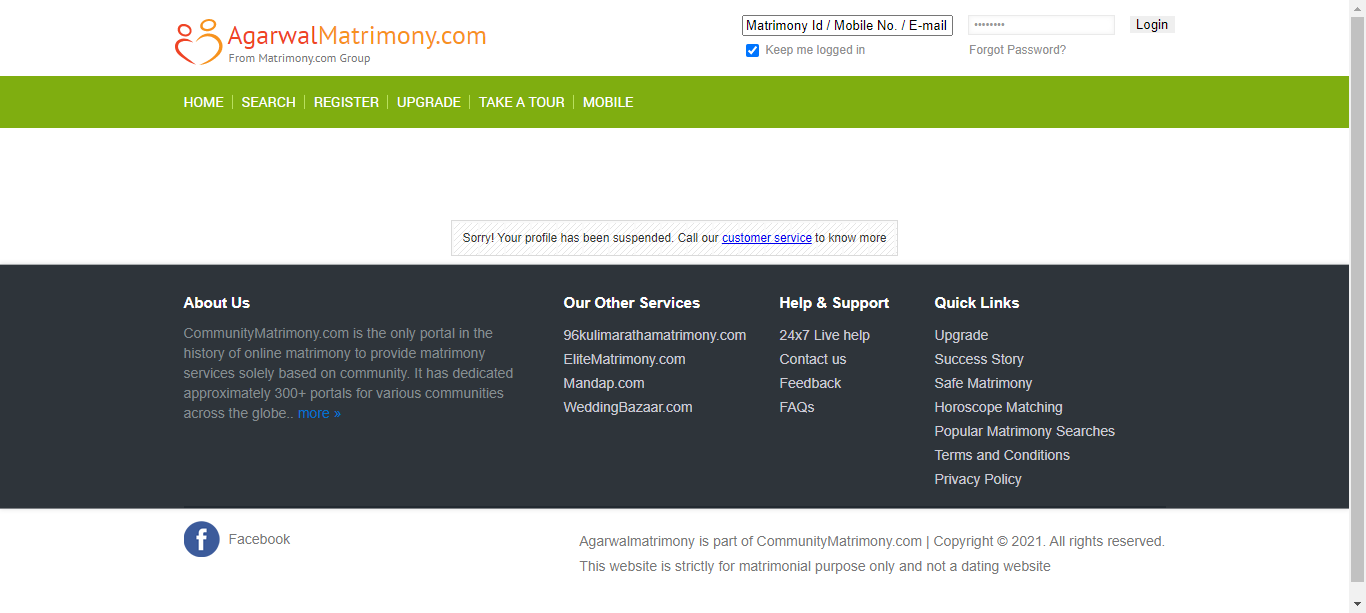 AgarwalMatrimony.com
From Matrimony.com Group
Matrimony Id / Mobile No. / E-mail
••••••••
Login
Keep me logged in
Forgot Password?
HOME SEARCH REGISTER UPGRADE TAKE A TOUR MOBILE
Sorry! Your profile has been suspended. Call our customer service to know more
About Us
CommunityMatrimony.com is the only portal in the
history of online matrimony to provide matrimony
services solely based on community. It has dedicated
approximately 300+ portals for various communities
across the globe.. more »
Our Other Services
96kulimarathamatrimony.com
EliteMatrimony.com
Mandap.com
WeddingBazaar.com
Help & Support
24x7 Live help
Contact us
Feedback
FAQs
Quick Links
Upgrade
Success Story
Safe Matrimony
Horoscope Matching
Popular Matrimony Searches
Terms and Conditions
Privacy Policy
f Facebook
Agarwalmatrimony is part of CommunityMatrimony.com | Copyright © 2021. All rights reserved.
This website is strictly for matrimonial purpose only and not a dating website